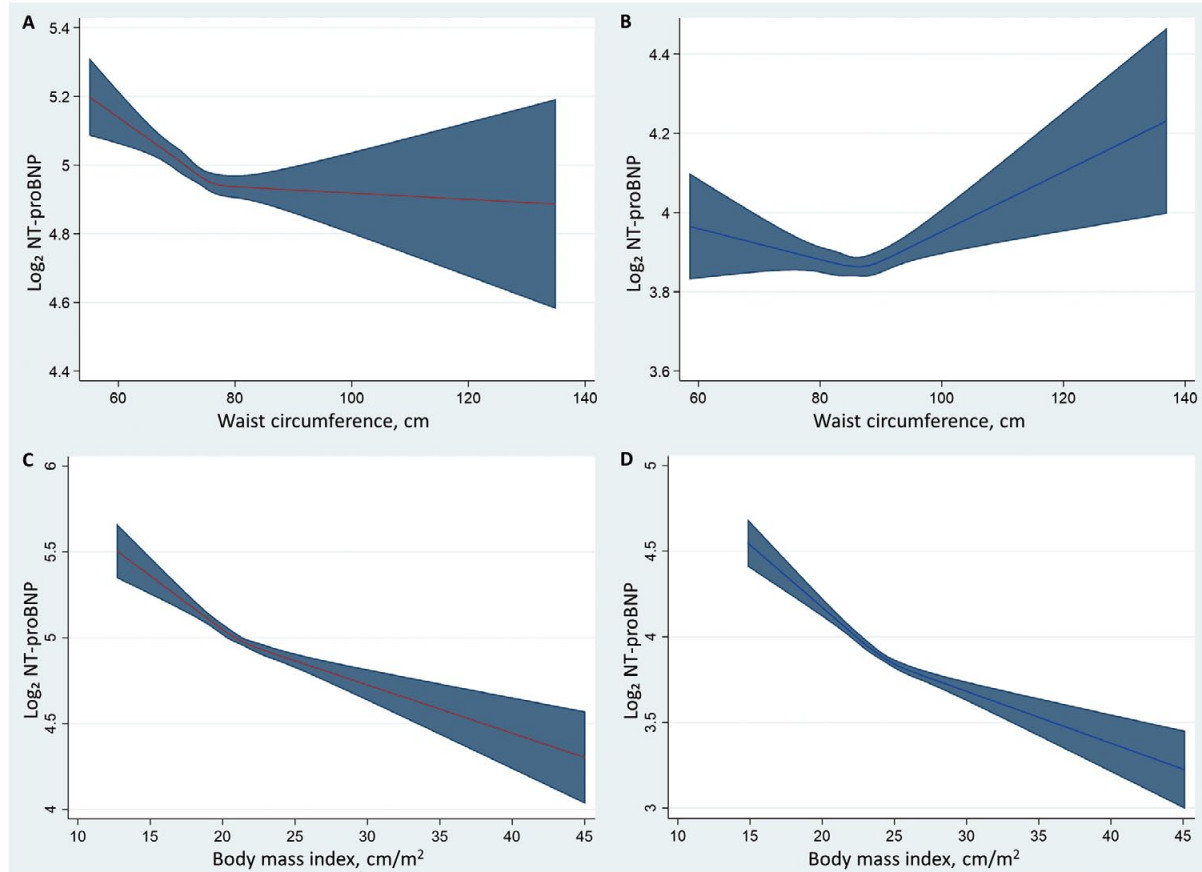 A
5.4
5.2
5
4.8
4.6
4.4
Log₂ NT-proBNP
60 80 100 120 140
Waist circumference, cm
B
4.4
4.2
4
3.8
3.6
Log₂ NT-proBNP
60 80 100 120 140
Waist circumference, cm
C
6
5.5
5
4.5
4
Log₂ NT-proBNP
10 15 20 25 30 35 40 45
Body mass index, cm/m²
D
5
4.5
4
3.5
3
Log₂ NT-proBNP
10 15 20 25 30 35 40 45
Body mass index, cm/m²